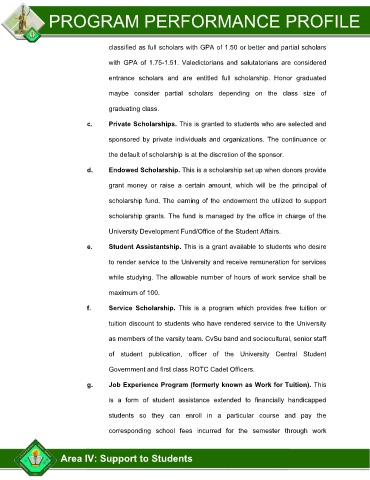 PROGRAM PERFORMANCE PROFILE
classified as full scholars with GPA of 1.50 or better and partial scholars
with GPA of 1.75-1.51. Valedictorians and salutatorians are considered
entrance scholars and are entitled full scholarship. Honor graduated
maybe consider partial scholars depending on the class size of
graduating class.
c. Private Scholarships. This is granted to students who are selected and
sponsored by private individuals and organizations. The continuance or
the default of scholarship is at the discretion of the sponsor.
d. Endowed Scholarship. This is a scholarship set up when donors provide
grant money or raise a certain amount, which will be the principal of
scholarship fund. The earning of the endowment the utilized to support
scholarship grants. The fund is managed by the office in charge of the
University Development Fund/Office of the Student Affairs.
e. Student Assistantship. This is a grant available to students who desire
to render service to the University and receive remuneration for services
while studying. The allowable number of hours of work service shall be
maximum of 100.
f. Service Scholarship. This is a program which provides free tuition or
tuition discount to students who have rendered service to the University
as members of the varsity team. CvSu band and sociocultural, senior staff
of student publication, officer of the University Central Student
Government and first class ROTC Cadet Officers.
g. Job Experience Program (formerly known as Work for Tuition). This
is a form of student assistance extended to financially handicapped
students so they can enroll in a particular course and pay the
corresponding school fees incurred for the semester through work
Area IV: Support to Students